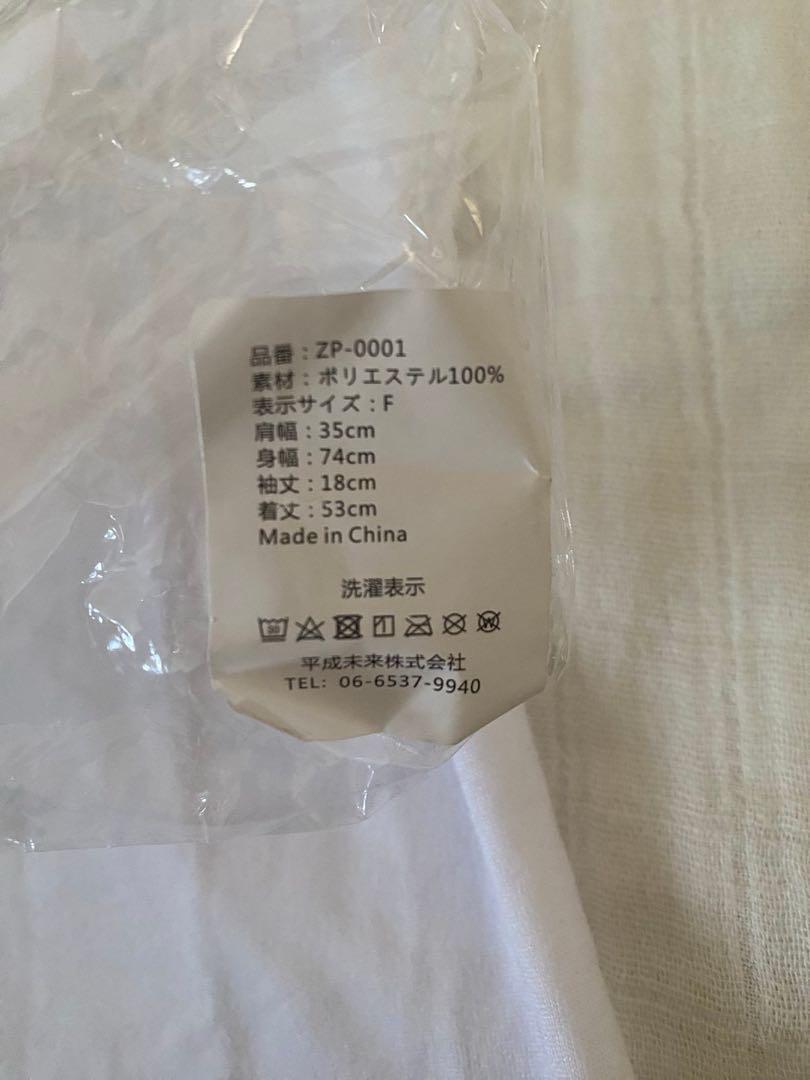 品番：ZP-0001
素材：ポリエステル100%
表示サイズ：F
肩幅：35cm
身幅：74cm
袖丈：18cm
着丈：53cm
Made in China
洗濯表示
平成未来株式会社
TEL: 06-6537-9940